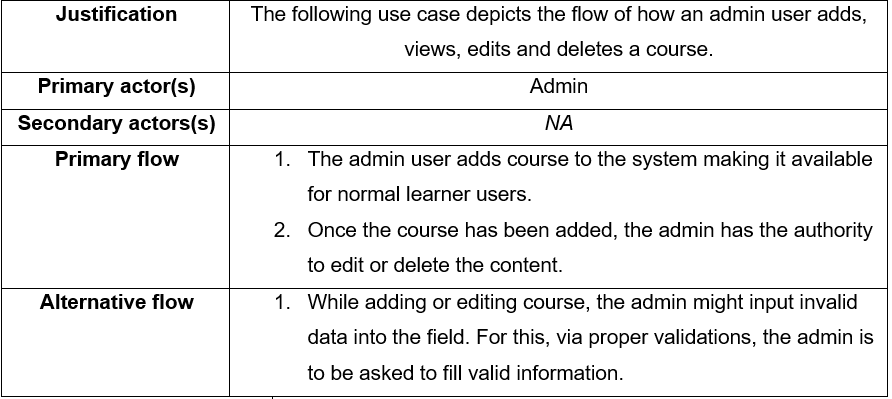 Justification
The following use case depicts the flow of how an admin user adds,
views, edits and deletes a course.
Primary actor(s)
Admin
Secondary actors(s)
NA
Primary flow
1. The admin user adds course to the system making it available
for normal learner users.
2. Once the course has been added, the admin has the authority
to edit or delete the content.
Alternative flow
1. While adding or editing course, the admin might input invalid
data into the field. For this, via proper validations, the admin is
to be asked to fill valid information.